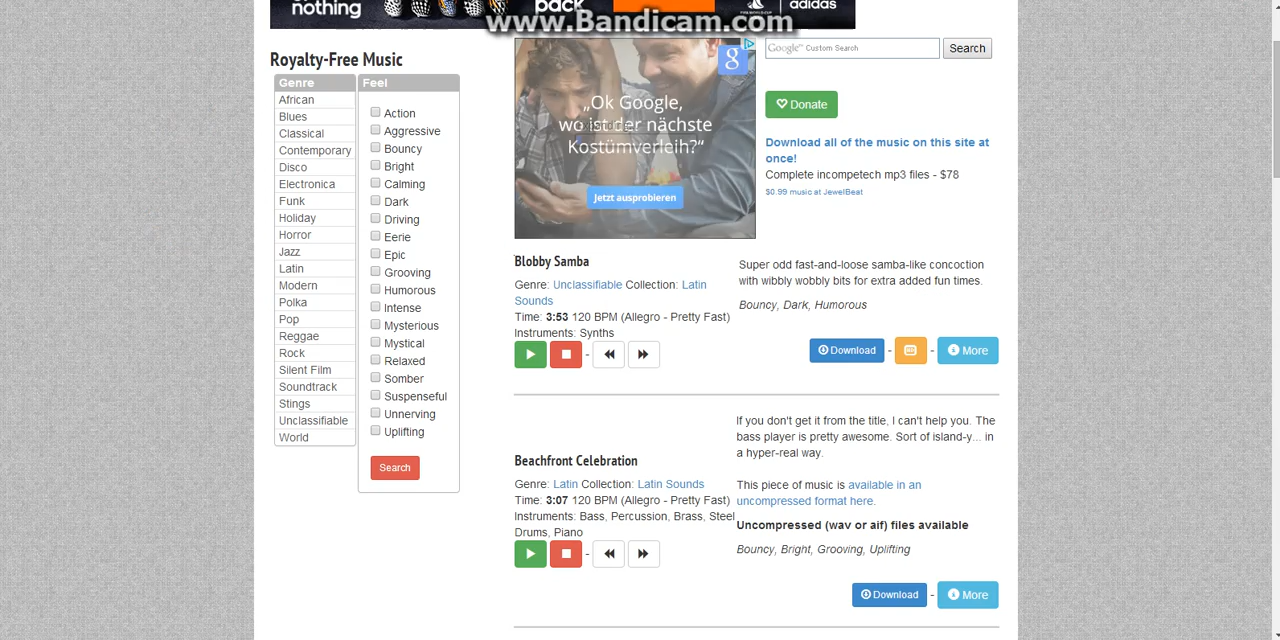 nothing
pack
adidas
www.Bandicam.com
Royalty-Free Music
Genre
African
Blues
Classical
Contemporary
Disco
Electronica
Funk
Holiday
Horror
Jazz
Latin
Modern
Polka
Pop
Reggae
Rock
Silent Film
Soundtrack
Stings
Unclassifiable
World
Feel
Action
Aggressive
Bouncy
Bright
Calming
Dark
Driving
Eerie
Epic
Grooving
Humorous
Intense
Mysterious
Mystical
Relaxed
Somber
Suspenseful
Unnerving
Uplifting
Search
„Ok Google,
wo ist der nächste
Kostümverleih?“
Jetzt ausprobieren
Google™ Custom Search
Search
Donate
Download all of the music on this site at
once!
Complete incompetech mp3 files - $78
$0.99 music at JewelBeat
Blobby Samba
Genre: Unclassifiable Collection: Latin
Sounds
Time: 3:53 120 BPM (Allegro - Pretty Fast)
Instruments: Synths
Super odd fast-and-loose samba-like concoction
with wibbly wobbly bits for extra added fun times.
Bouncy, Dark, Humorous
Download - - More
Beachfront Celebration
Genre: Latin Collection: Latin Sounds
Time: 3:07 120 BPM (Allegro - Pretty Fast)
Instruments: Bass, Percussion, Brass, Steel
Drums, Piano
If you don't get it from the title, I can't help you. The
bass player is pretty awesome. Sort of island-y... in
a hyper-real way.
This piece of music is available in an
uncompressed format here.
Uncompressed (wav or aif) files available
Bouncy, Bright, Grooving, Uplifting
Download - More